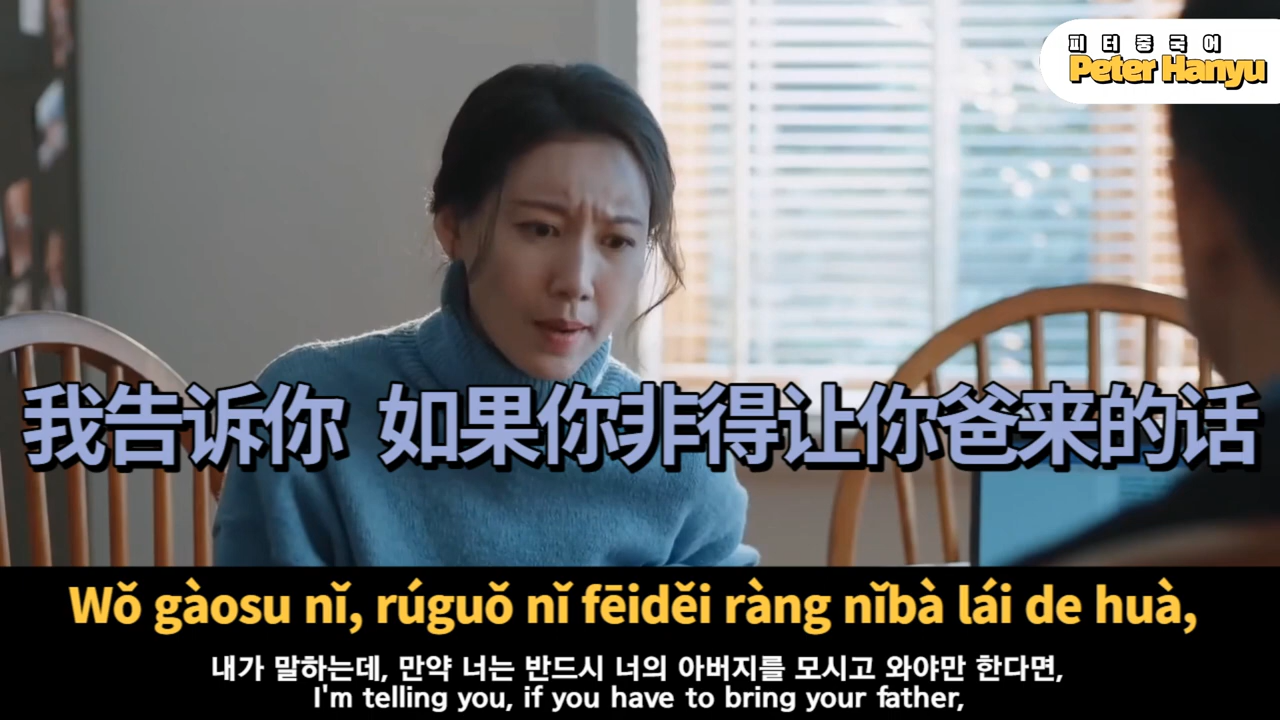 피터중국어
Peter Hanyu
我告诉你 如果你非得让你爸来的话
Wǒ gàosu nǐ, rúguǒ nǐ fēiděi ràng nǐbà lái de huà,
내가 말하는데, 만약 너는 반드시 너의 아버지를 모시고 와야만 한다면,
I'm telling you, if you have to bring your father,